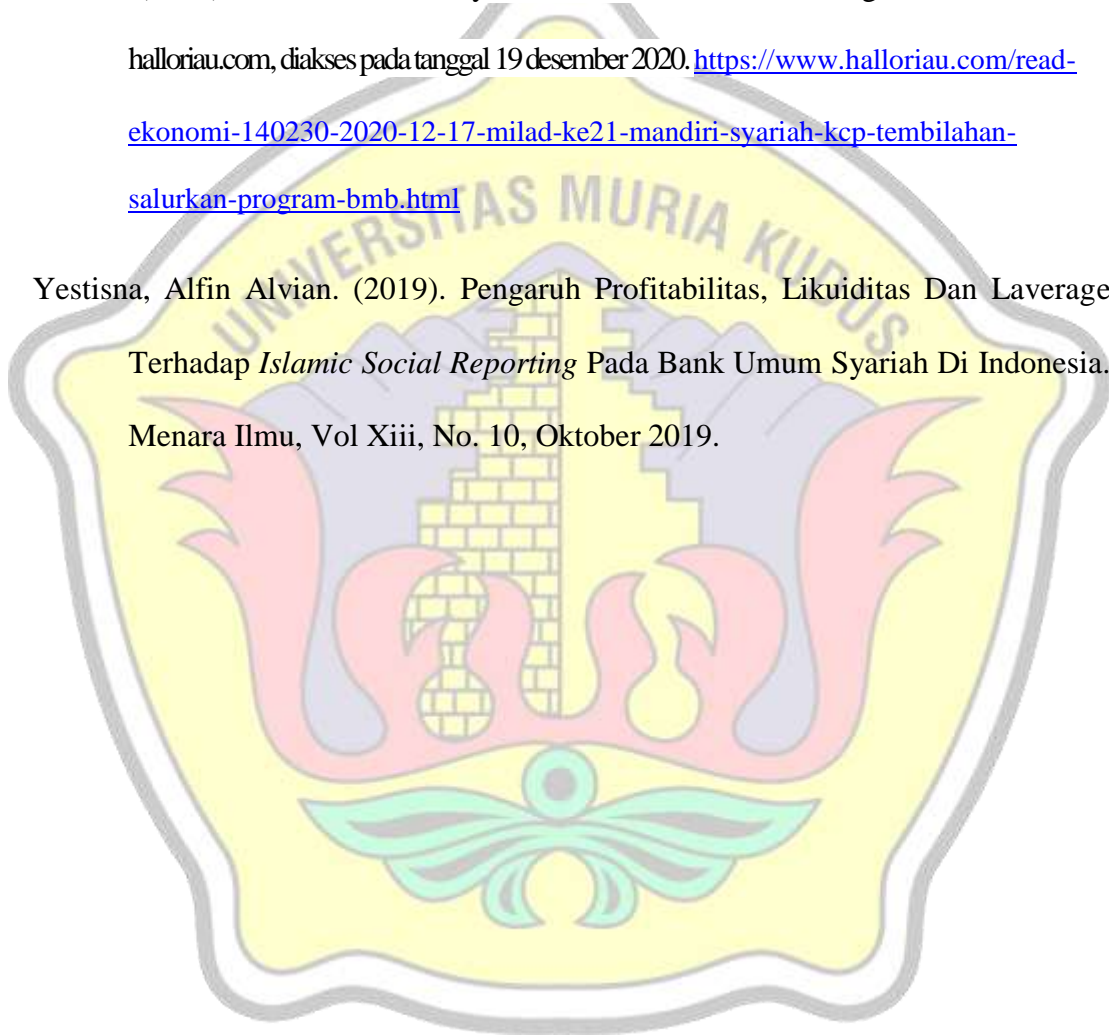 halloriau.com, diakses pada tanggal 19 desember 2020. https://www.halloriau.com/read-
ekonomi-140230-2020-12-17-milad-ke21-mandiri-syariah-kcp-tembilahan-
salurkan-program-bmb.html
UNIVERSITAS MURIA KUDUS
Yestisna, Alfin Alvian. (2019). Pengaruh Profitabilitas, Likuiditas Dan Laverage
Terhadap Islamic Social Reporting Pada Bank Umum Syariah Di Indonesia.
Menara Ilmu, Vol Xiii, No. 10, Oktober 2019.